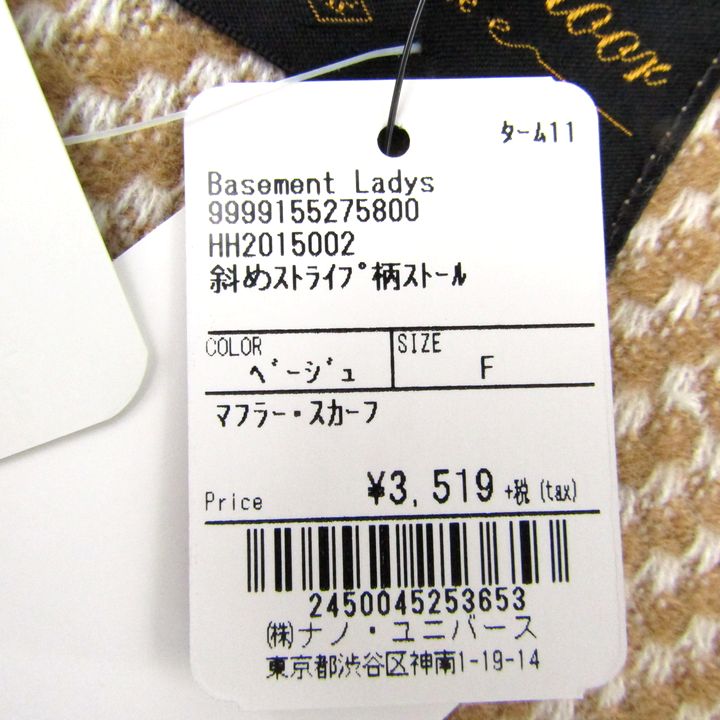 oor
ke
ﾀｰﾑ11
Basement Ladys
9999155275800
HH2015002
斜めｽﾄﾗｲﾌﾟ柄ｽﾄｰﾙ
COLOR
ﾍﾞｰｼﾞｭ
SIZE
F
マフラー・スカーフ
Price ¥3,519 +税 (tax)
2450045253653
㈱ナノ・ユニバース
東京都渋谷区神南1-19-14